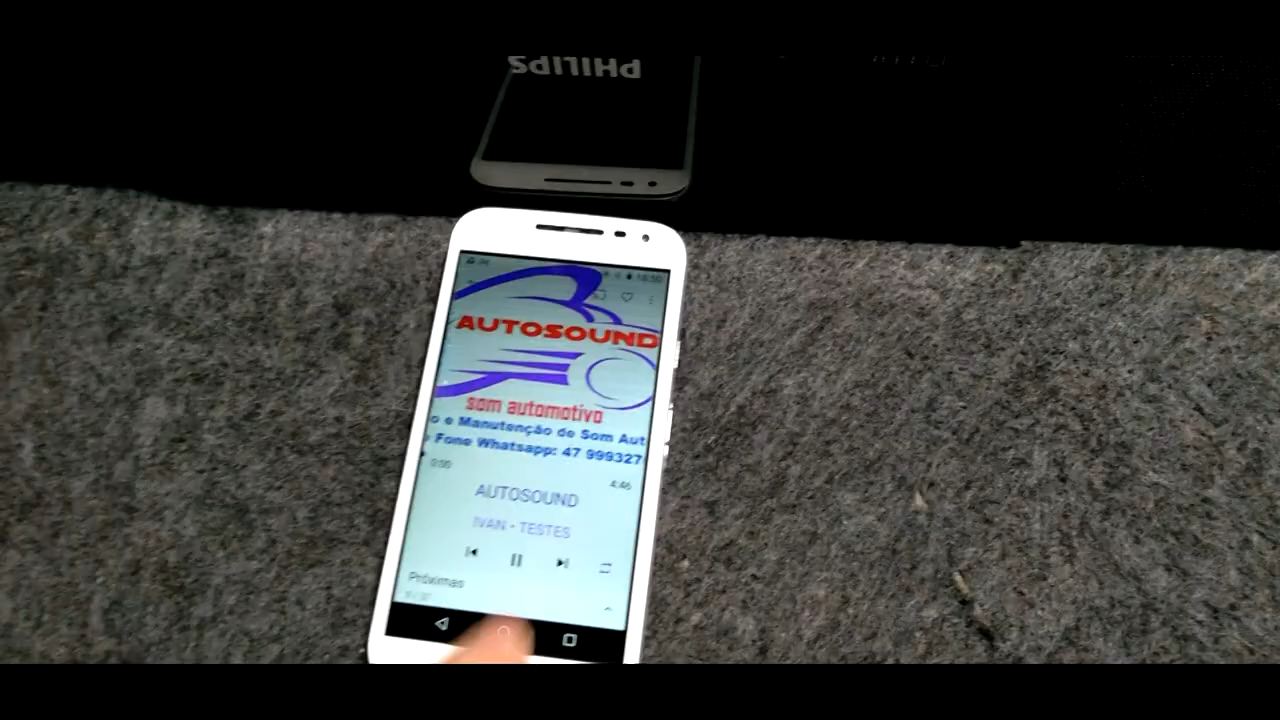 PHILIPS
AUTOSOUND
som automotivo
o e Manutenção de Som Aut
Fone Whatsapp: 47 999327
0:00
4:46
AUTOSOUND
IVAN • TESTES
Próximas